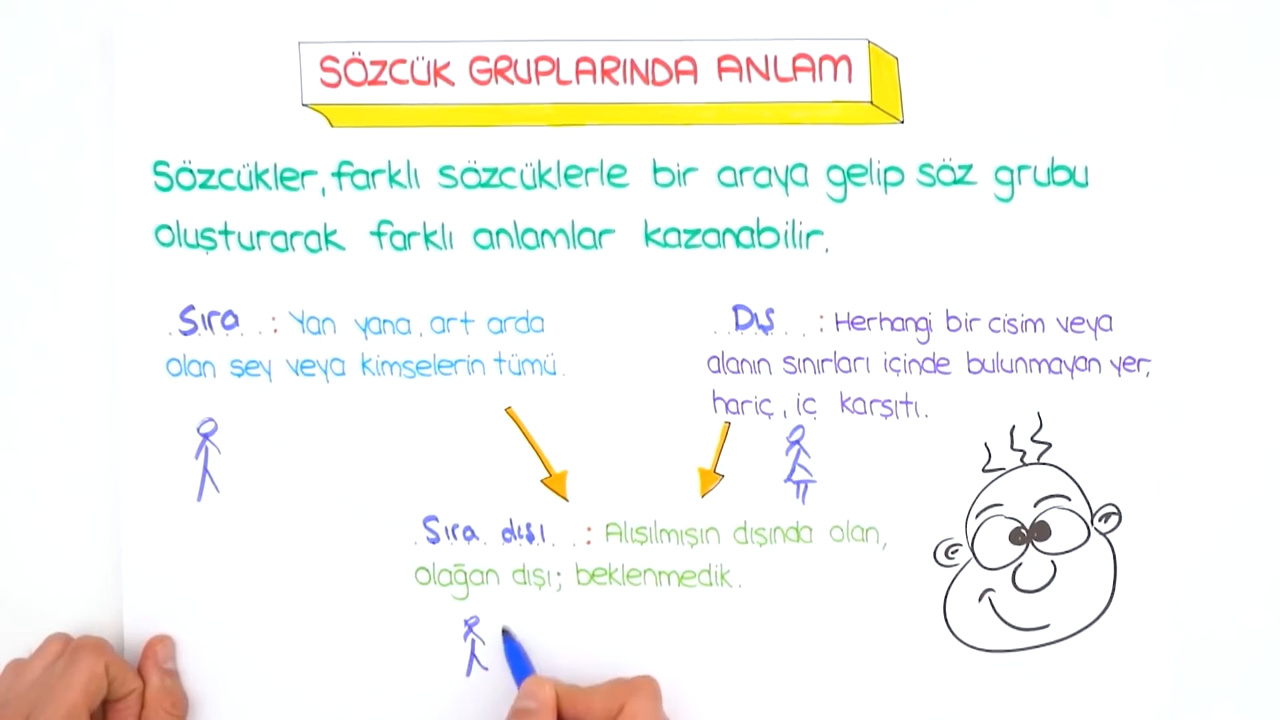 SÖZCÜK GRUPLARINDA ANLAM
Sözcükler, farklı sözcüklerle bir araya gelip söz grubu
oluşturarak farklı anlamlar kazanabilir.
Sıra : Yan yana, art arda
olan şey veya kimselerin tümü.
Dış : Herhangi bir cisim veya
alanın sınırları içinde bulunmayan yer,
hariç, iç karşıtı.
Sıra dışı : Alışılmışın dışında olan,
olağan dışı; beklenmedik.